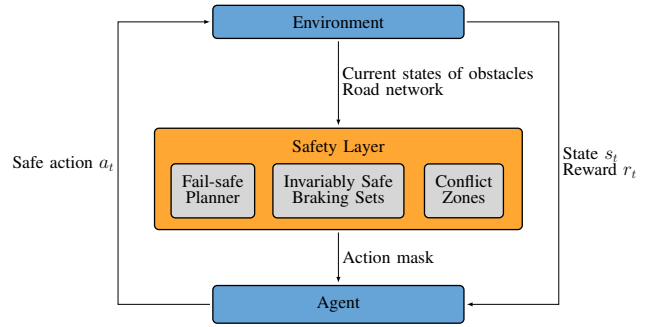 Environment
Current states of obstacles
Road network
Safety Layer
Safe action a_t
State s_t
Reward r_t
Fail-safe
Planner
Invariably Safe
Braking Sets
Conflict
Zones
Action mask
Agent